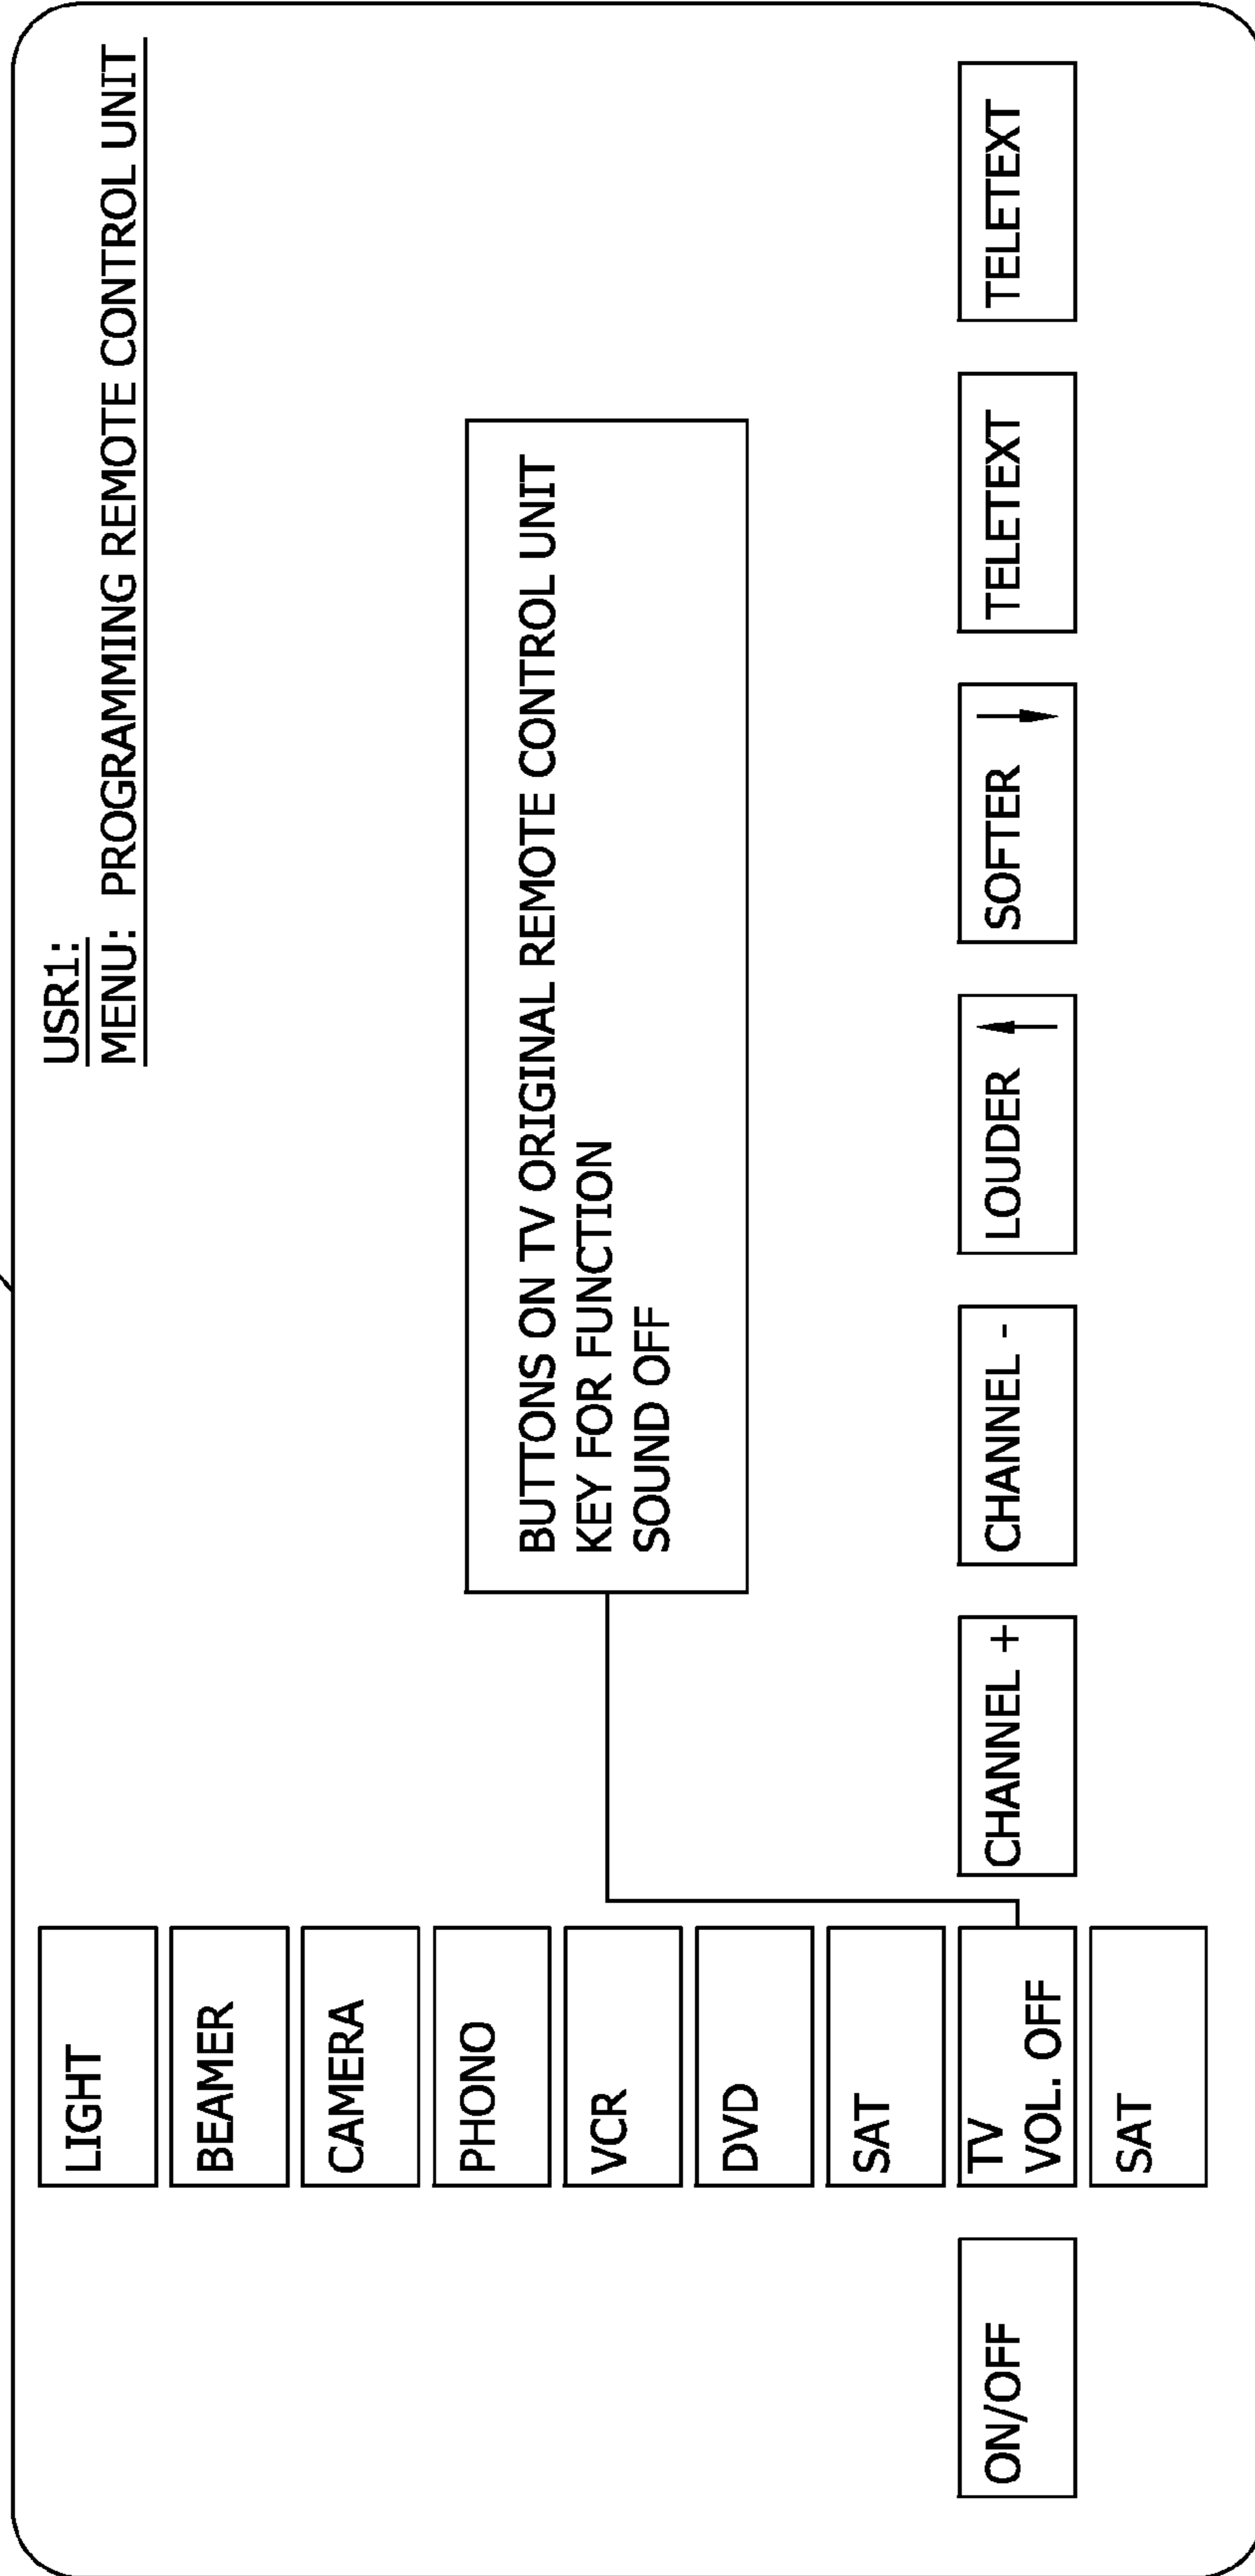 USR1:
MENU: PROGRAMMING REMOTE CONTROL UNIT
LIGHT
BEAMER
CAMERA
PHONO
VCR
DVD
SAT
BUTTONS ON TV ORIGINAL REMOTE CONTROL UNIT
KEY FOR FUNCTION
SOUND OFF
ON/OFF
TV
VOL. OFF
CHANNEL +
CHANNEL -
LOUDER ↑
SOFTER ↓
TELETEXT
TELETEXT
SAT